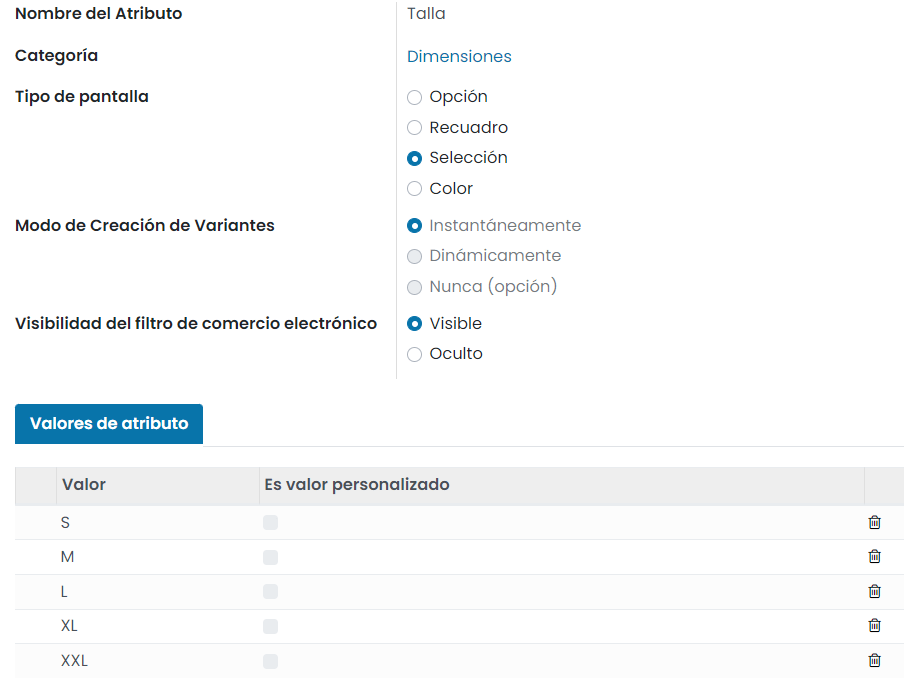 Nombre del Atributo Talla
Categoría Dimensiones
Tipo de pantalla Opción
Recuadro
Selección
Color
Modo de Creación de Variantes Instantáneamente
Dinámicamente
Nunca (opción)
Visibilidad del filtro de comercio electrónico Visible
Oculto
Valores de atributo
Valor Es valor personalizado
S
M
L
XL
XXL